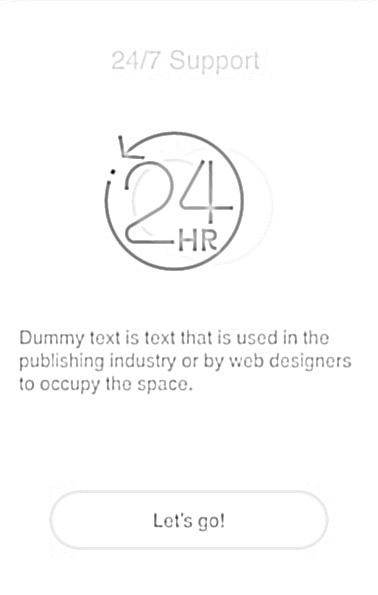 24/7 Support
24
HR
Dummy text is text that is used in the
publishing industry or by web designers
to occupy the space.
Let's go!